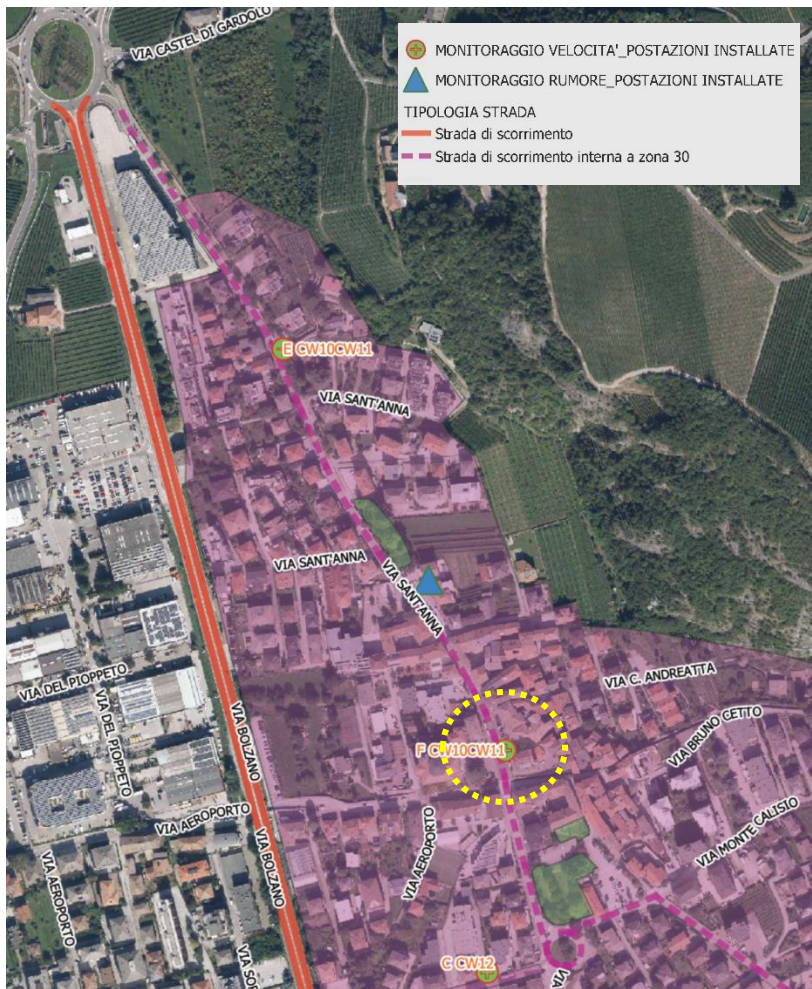 VIA CASTEL DI GARDOLO
MONITORAGGIO VELOCITA'_POSTAZIONI INSTALLATE
MONITORAGGIO RUMORE_POSTAZIONI INSTALLATE
TIPOLOGIA STRADA
Strada di scorrimento
Strada di scorrimento interna a zona 30
E CW10CW11
VIA SANT'ANNA
VIA SANT'ANNA
VIA SANT'ANNA
VIA DEL PIOPPETO
VIA DEL PIOPPETO
VIA BOLZANO
VIA C. ANDREATTA
VIA BRUNO CETTO
F CW10CW11
VIA AEROPORTO
VIA BOLZANO
VIA MONTE CALISIO
VIA AEROPORTO
VIA AEROPORTO
C CW12
VIA SOP
VIA